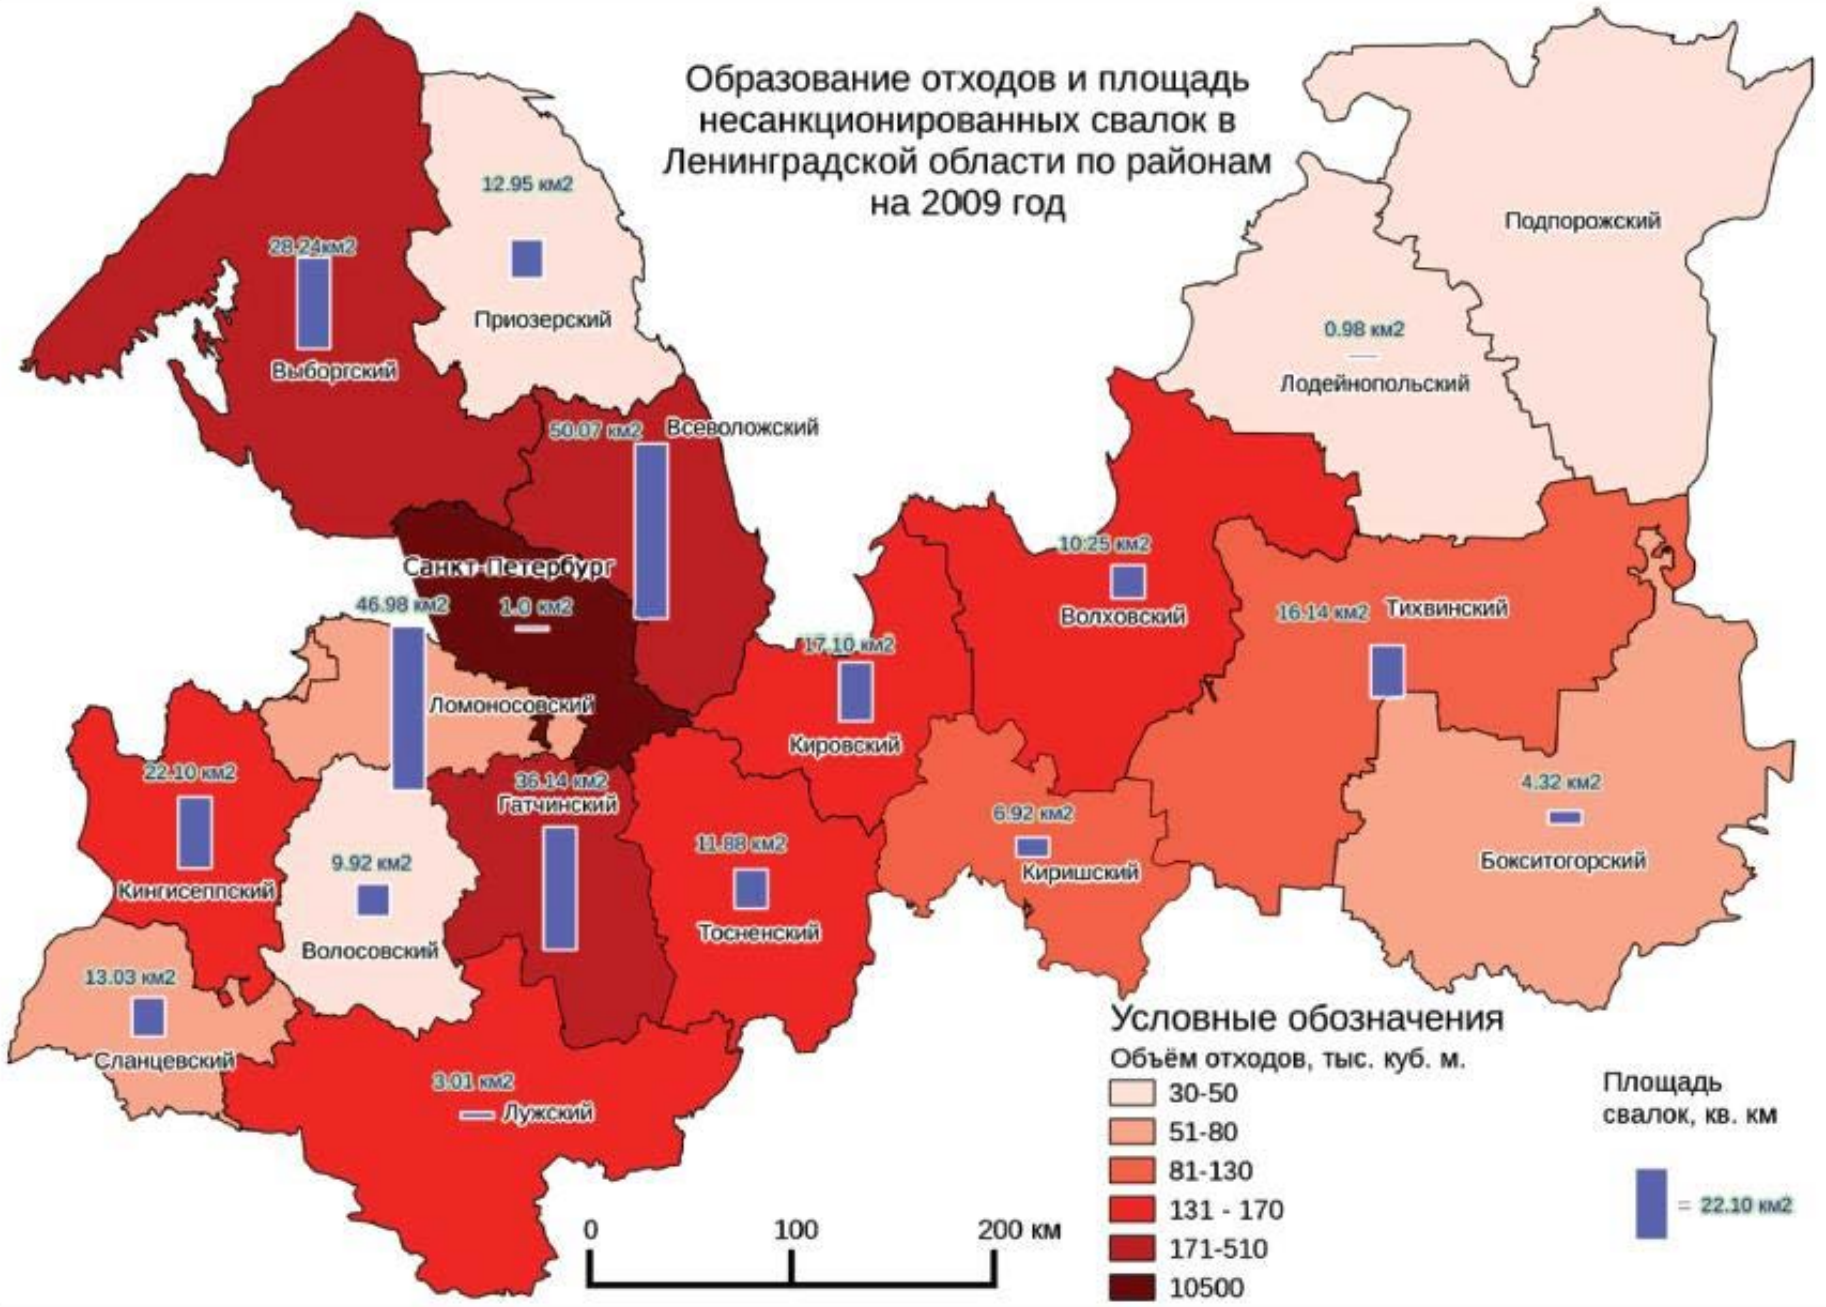 Образование отходов и площадь
несанкционированных свалок в
Ленинградской области по районам
на 2009 год
12.95 км2
Приозерский
28.24км2
Выборгский
Подпорожский
0.98 км2
Лодейнопольский
50.07 км2
Всеволожский
Санкт-Петербург
1.0 км2
46.98 км2
Ломоносовский
10.25 км2
Волховский
16.14 км2
Тихвинский
17.10 км2
Кировский
22.10 км2
Кингисеппский
36.14 км2
Гатчинский
9.92 км2
Волосовский
11.88 км2
Тосненский
6.92 км2
Киришский
4.32 км2
Бокситогорский
13.03 км2
Сланцевский
3.01 км2
Лужский
0 100 200 км
Условные обозначения
Объём отходов, тыс. куб. м.
30-50
51-80
81-130
131 - 170
171-510
10500
Площадь
свалок, кв. км
= 22.10 км2